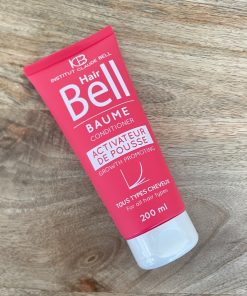 ICB
INSTITUT CLAUDE BELL
Hair
Bell
BAUME
CONDITIONER
ACTIVATEUR
DE POUSSE
GROWTH PROMOTING
TOUS TYPES CHEVEUX
For all hair types
200 ml